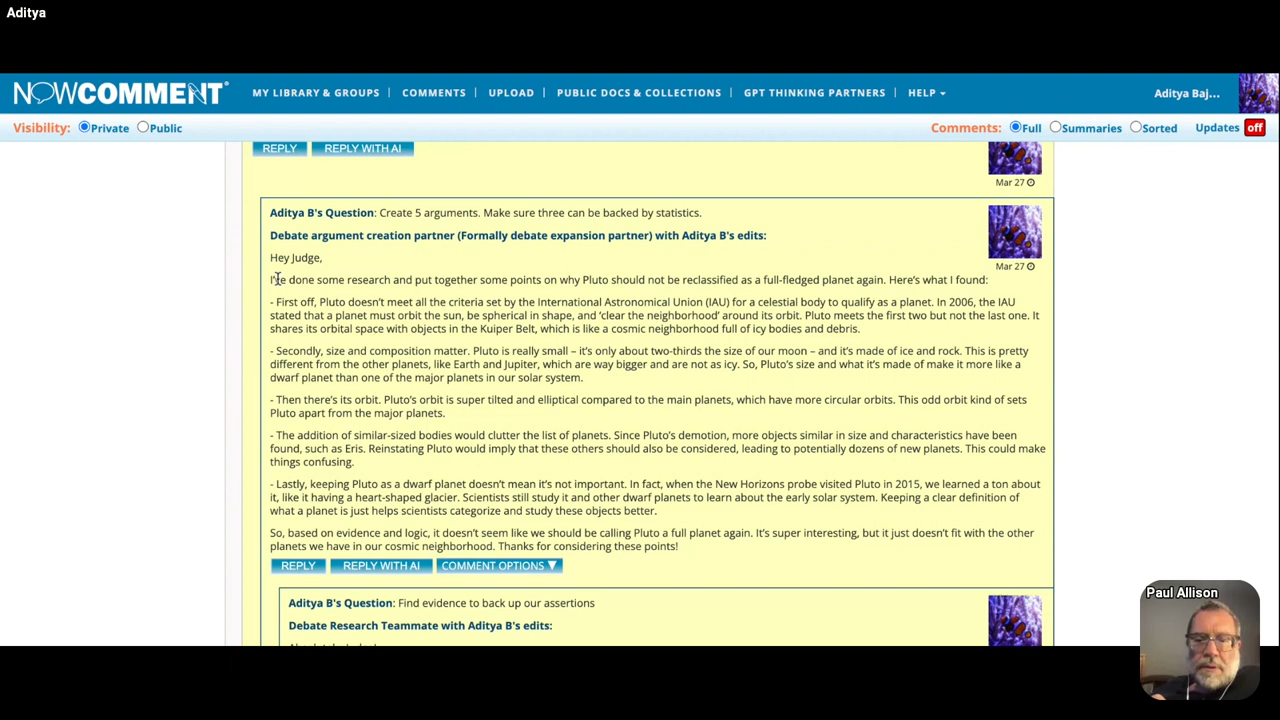 Aditya
NOWCOMMENT
MY LIBRARY & GROUPS | COMMENTS | UPLOAD | PUBLIC DOCS & COLLECTIONS | GPT THINKING PARTNERS | HELP
Aditya Baj...
Visibility: Private Public
Comments: Full Summaries Sorted Updates off
REPLY REPLY WITH AI
Mar 27
Aditya B's Question: Create 5 arguments. Make sure three can be backed by statistics.
Debate argument creation partner (Formally debate expansion partner) with Aditya B's edits:
Mar 27
Hey Judge,
I've done some research and put together some points on why Pluto should not be reclassified as a full-fledged planet again. Here's what I found:
- First off, Pluto doesn't meet all the criteria set by the International Astronomical Union (IAU) for a celestial body to qualify as a planet. In 2006, the IAU
stated that a planet must orbit the sun, be spherical in shape, and ‘clear the neighborhood’ around its orbit. Pluto meets the first two but not the last one. It
shares its orbital space with objects in the Kuiper Belt, which is like a cosmic neighborhood full of icy bodies and debris.
- Secondly, size and composition matter. Pluto is really small – it’s only about two-thirds the size of our moon – and it’s made of ice and rock. This is pretty
different from the other planets, like Earth and Jupiter, which are way bigger and are not as icy. So, Pluto’s size and what it’s made of make it more like a
dwarf planet than one of the major planets in our solar system.
- Then there’s its orbit. Pluto’s orbit is super tilted and elliptical compared to the main planets, which have more circular orbits. This odd orbit kind of sets
Pluto apart from the major planets.
- The addition of similar-sized bodies would clutter the list of planets. Since Pluto’s demotion, more objects similar in size and characteristics have been
found, such as Eris. Reinstating Pluto would imply that these others should also be considered, leading to potentially dozens of new planets. This could make
things confusing.
- Lastly, keeping Pluto as a dwarf planet doesn’t mean it’s not important. In fact, when the New Horizons probe visited Pluto in 2015, we learned a ton about
it, like it having a heart-shaped glacier. Scientists still study it and other dwarf planets to learn about the early solar system. Keeping a clear definition of
what a planet is just helps scientists categorize and study these objects better.
So, based on evidence and logic, it doesn’t seem like we should be calling Pluto a full planet again. It’s super interesting, but it just doesn’t fit with the other
planets we have in our cosmic neighborhood. Thanks for considering these points!
REPLY REPLY WITH AI COMMENT OPTIONS
Paul Allison
Aditya B's Question: Find evidence to back up our assertions
Debate Research Teammate with Aditya B's edits: